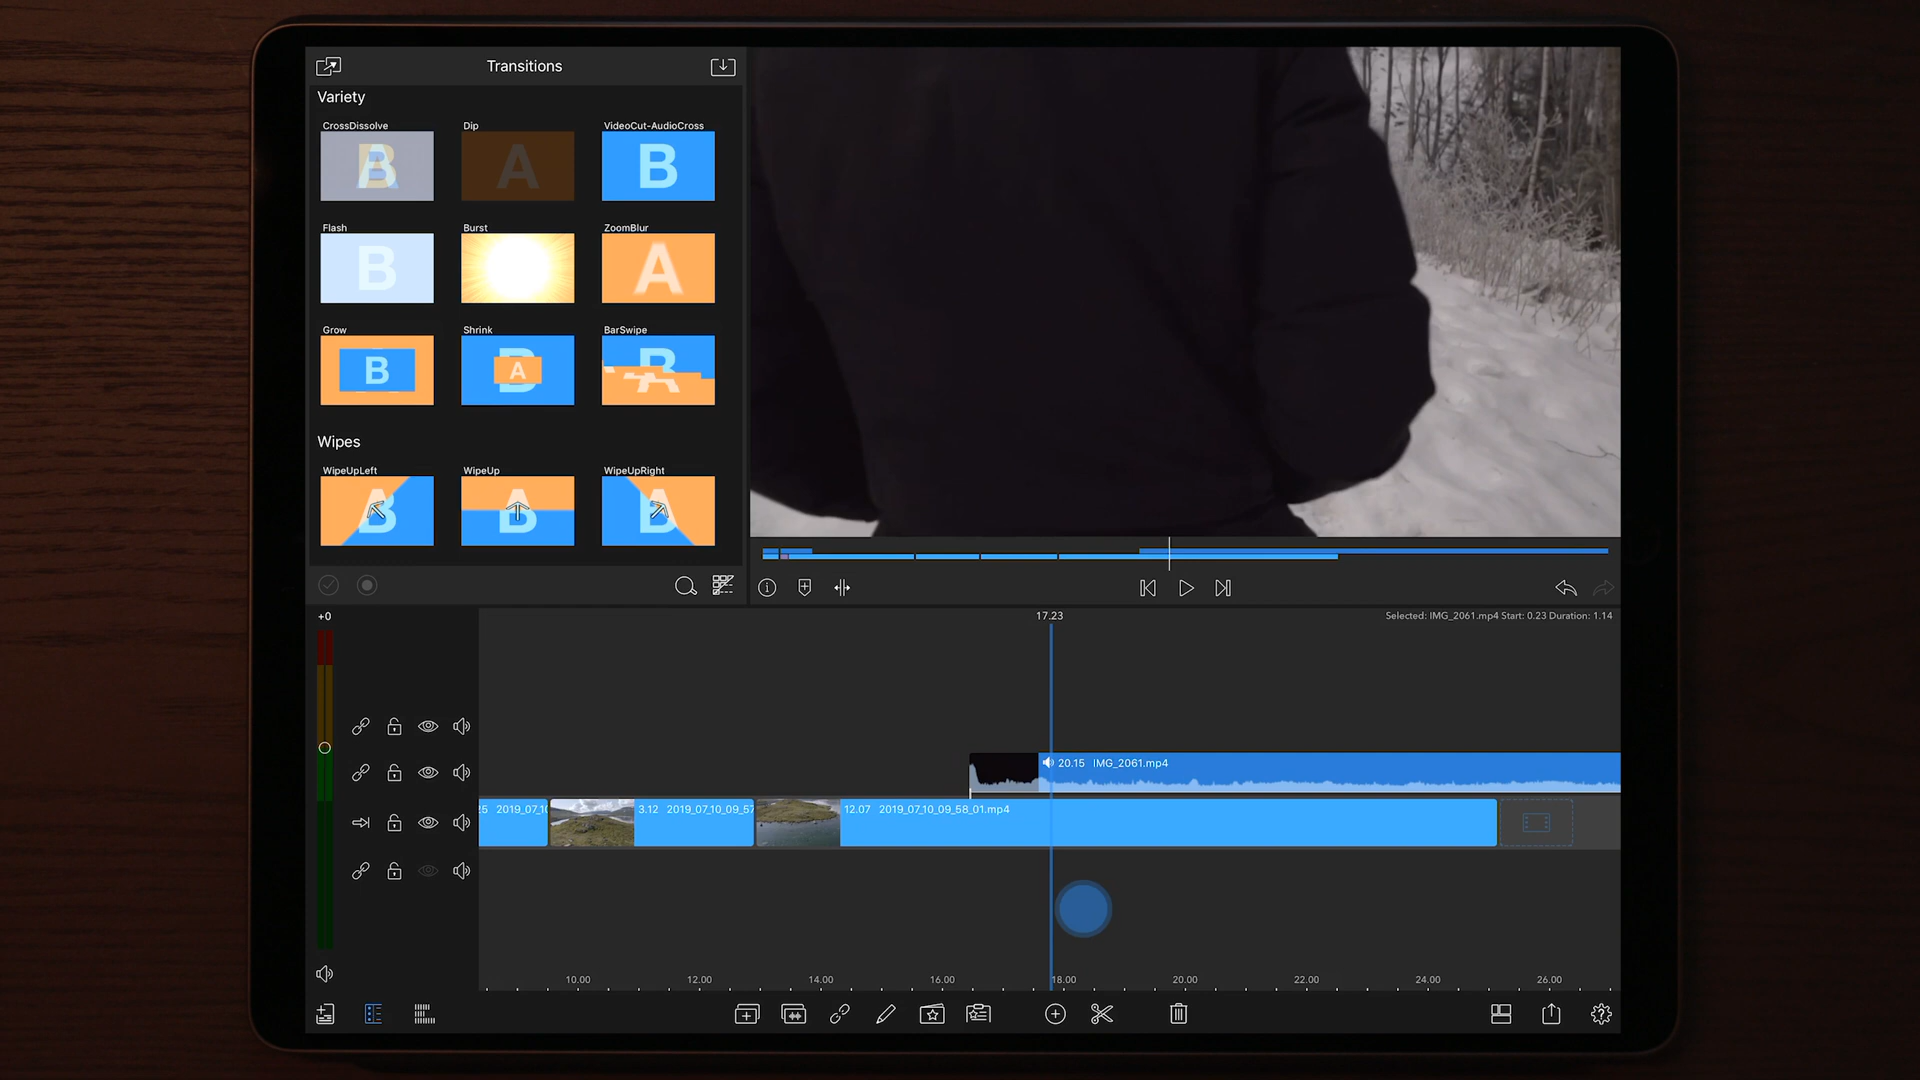 Transitions
Variety
CrossDissolve Dip VideoCut-AudioCross
B A B
Flash Burst ZoomBlur
B A
Grow Shrink BarSwipe
B A B
Wipes
WipeUpLeft WipeUp WipeUpRight
+0 17.23 Selected: IMG_2061.mp4 Start: 0.23 Duration: 1:14
20.15 IMG_2061.mp4
2019_07_10 3.12 2019_07_10_09_57 12.07 2019_07_10_09_58_01.mp4
10.00 12.00 14.00 16.00 18.00 20.00 22.00 24.00 26.00